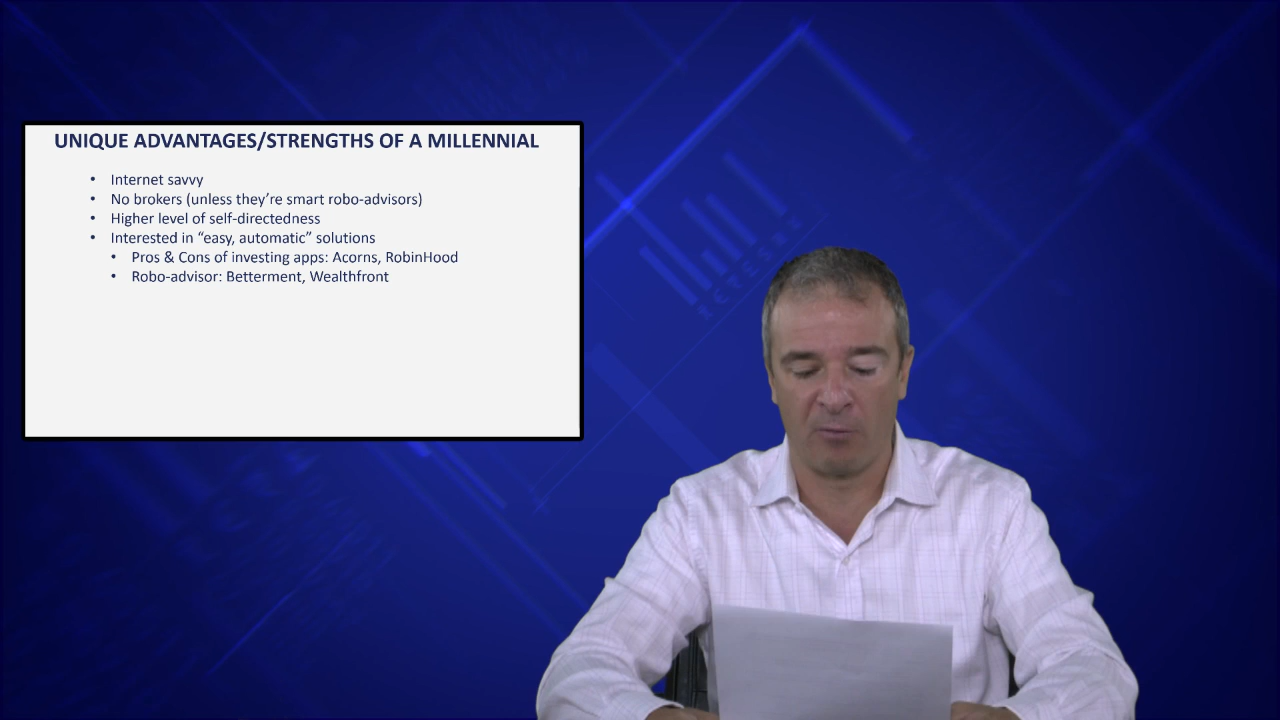 UNIQUE ADVANTAGES/STRENGTHS OF A MILLENNIAL
• Internet savvy
• No brokers (unless they’re smart robo-advisors)
• Higher level of self-directedness
• Interested in “easy, automatic” solutions
• Pros & Cons of investing apps: Acorns, RobinHood
• Robo-advisor: Betterment, Wealthfront